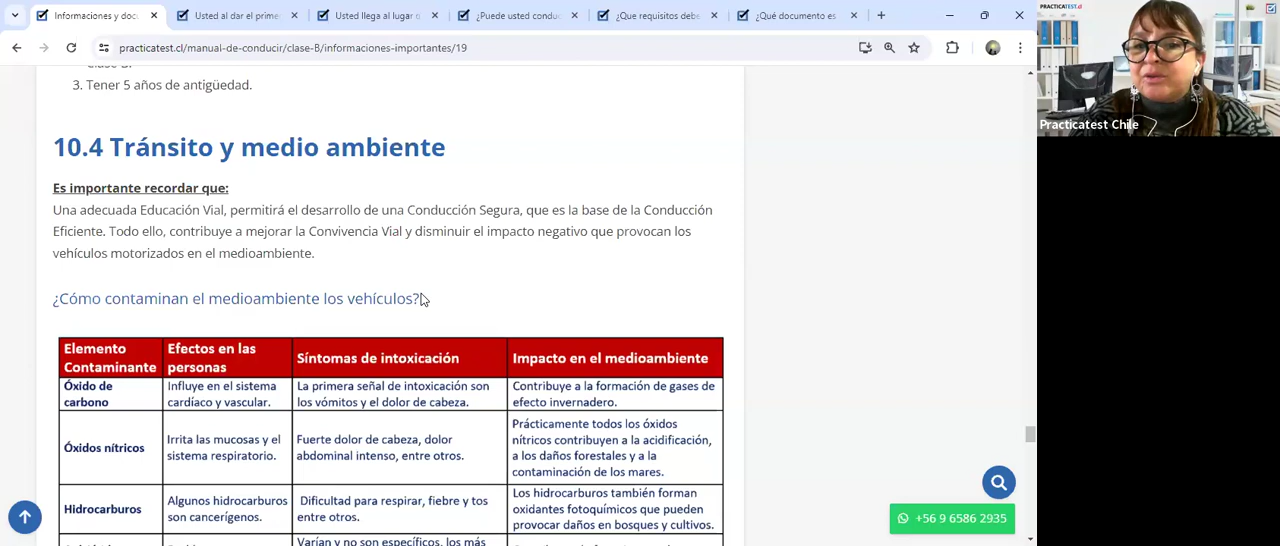 Informaciones, doc
usted al dar el examen
tu lugar d
¿Puede usted conduc
¿Qué requisitos debe
¿Qué documento es
practicatest.cl/manual-de-conducir/clase-B/informaciones-importantes/19
3. Tener 5 años de antigüedad.
10.4 Tránsito y medio ambiente
Es importante recordar que:
Una adecuada Educación Vial, permitirá el desarrollo de una Conducción Segura, que es la base de la Conducción
Eficiente. Todo ello, contribuye a mejorar la Convivencia Vial y disminuir el impacto negativo que provocan los
vehículos motorizados en el medioambiente.
¿Cómo contaminan el medioambiente los vehículos?
Elemento Contaminante
Efectos en las personas
Síntomas de intoxicación
Impacto en el medioambiente
Óxido de
carbono
Influye en el sistema
cardíaco y vascular.
La primera señal de intoxicación son
los vómitos y el dolor de cabeza.
Contribuye a la formación de gases de
efecto invernadero.
Óxidos nítricos
Irrita las mucosas y el
sistema respiratorio.
Fuerte dolor de cabeza, dolor
abdominal intenso, entre otros.
Prácticamente todos los óxidos
nítricos contribuyen a la acidificación,
a los daños forestales y a la
contaminación de los mares.
Hidrocarburos
Algunos hidrocarburos
son cancerígenos.
Dificultad para respirar, fiebre y tos
entre otros.
Los hidrocarburos también forman
oxidantes fotoquímicos que pueden
provocar daños en bosques y cultivos.
Varían y no son específicos, los más
+56 9 6586 2935
PRACTICATEST.cl
Practicatest Chile